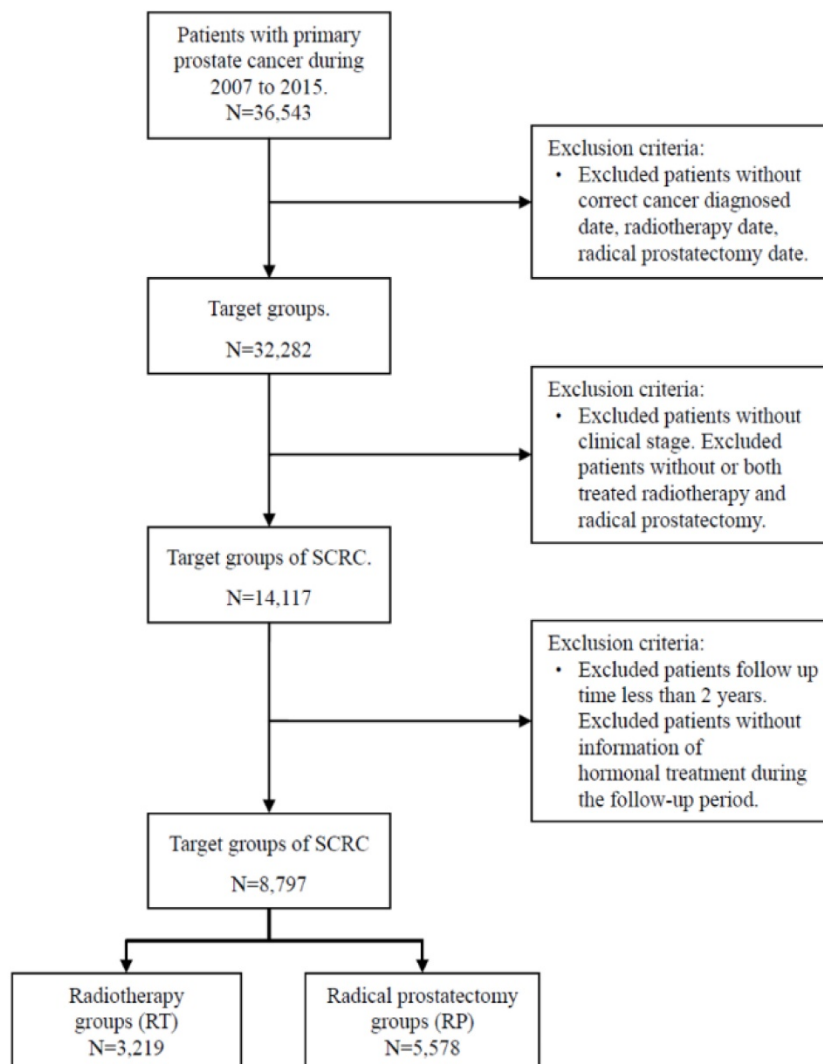 Patients with primary
prostate cancer during
2007 to 2015.
N=36,543
Exclusion criteria:
• Excluded patients without
correct cancer diagnosed
date, radiotherapy date,
radical prostatectomy date.
Target groups.
N=32,282
Exclusion criteria:
• Excluded patients without
clinical stage. Excluded
patients without or both
treated radiotherapy and
radical prostatectomy.
Target groups of SCRC.
N=14,117
Exclusion criteria:
• Excluded patients follow up
time less than 2 years.
Excluded patients without
information of
hormonal treatment during
the follow-up period.
Target groups of SCRC
N=8,797
Radiotherapy
groups (RT)
N=3,219
Radical prostatectomy
groups (RP)
N=5,578